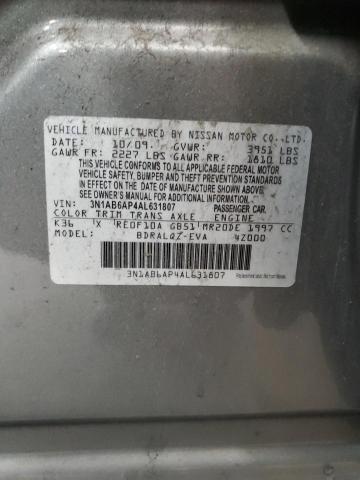 VEHICLE MANUFACTURED BY NISSAN MOTOR CO., LTD.
DATE: 10/09. GVWR: 3951 LBS
GAWR FR: 2227 LBS GAWR RR: 1810 LBS
THIS VEHICLE CONFORMS TO ALL APPLICABLE FEDERAL MOTOR
VEHICLE SAFETY, BUMPER AND THEFT PREVENTION
STANDARDS IN EFFECT ON THE DATE OF MANUFACTURE
SHOWN ABOVE.
SEE OWNER'S MANUAL FOR ADDITIONAL INFORMATION.
VIN: 3N1AB6AP4AL631807 PASSENGER CAR.
COLOR TRIM TRANS AXLE ENGINE
K36 X RE0F10A GB51 MR20DE 1997 CC
MODEL: BDRALQZ-EVA 4Z000
3N1AB6AP4AL631807